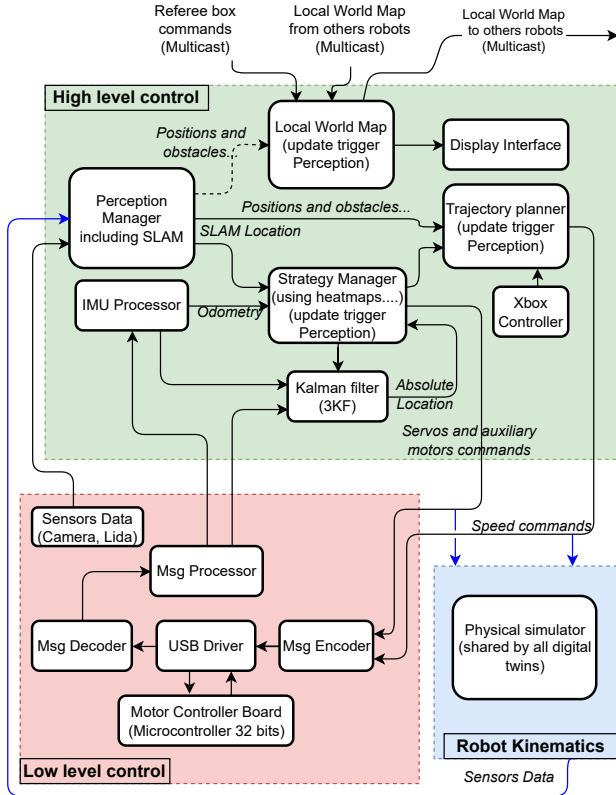 Referee box
commands
(Multicast)
Local World Map
from others robots
(Multicast)
Local World Map
to others robots
(Multicast)
High level control
Positions and
obstacles...
Local World Map
(update trigger
Perception)
Display Interface
Perception
Manager
including SLAM
Positions and obstacles...
SLAM Location
Trajectory planner
(update trigger
Perception)
IMU Processor
Odometry
Strategy Manager
(using heatmaps....)
(update trigger
Perception)
Xbox
Controller
Kalman filter
(3KF)
Absolute
Location
Servos and auxiliary
motors commands
Sensors Data
(Camera, Lida)
Speed commands
Msg Processor
Msg Decoder
USB Driver
Msg Encoder
Physical simulator
(shared by all digital
twins)
Motor Controller Board
(Microcontroller 32 bits)
Robot Kinematics
Low level control
Sensors Data